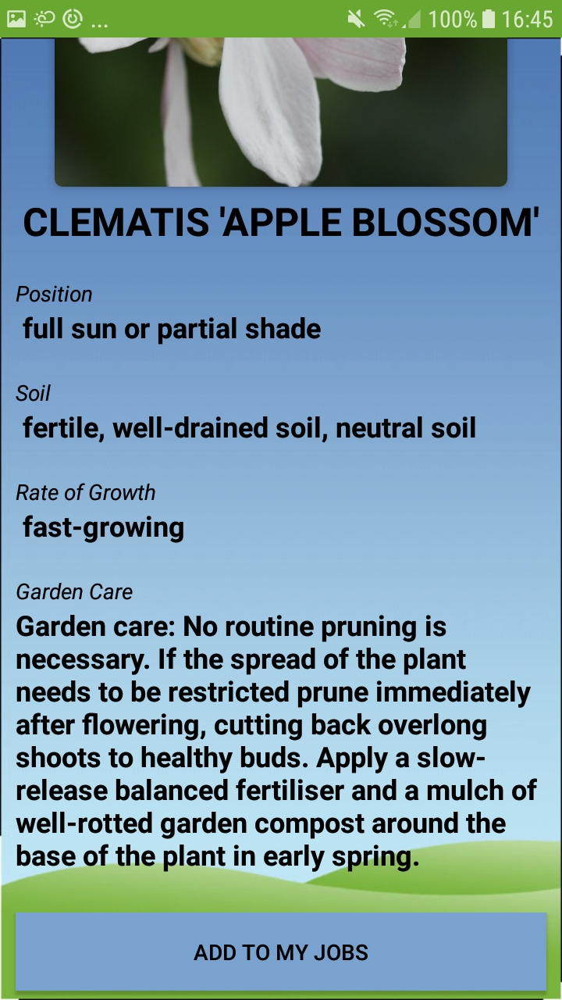 ... 100% 16:45
CLEMATIS 'APPLE BLOSSOM'
Position
full sun or partial shade
Soil
fertile, well-drained soil, neutral soil
Rate of Growth
fast-growing
Garden Care
Garden care: No routine pruning is
necessary. If the spread of the plant
needs to be restricted prune immediately
after flowering, cutting back overlong
shoots to healthy buds. Apply a slow-
release balanced fertiliser and a mulch of
well-rotted garden compost around the
base of the plant in early spring.
ADD TO MY JOBS